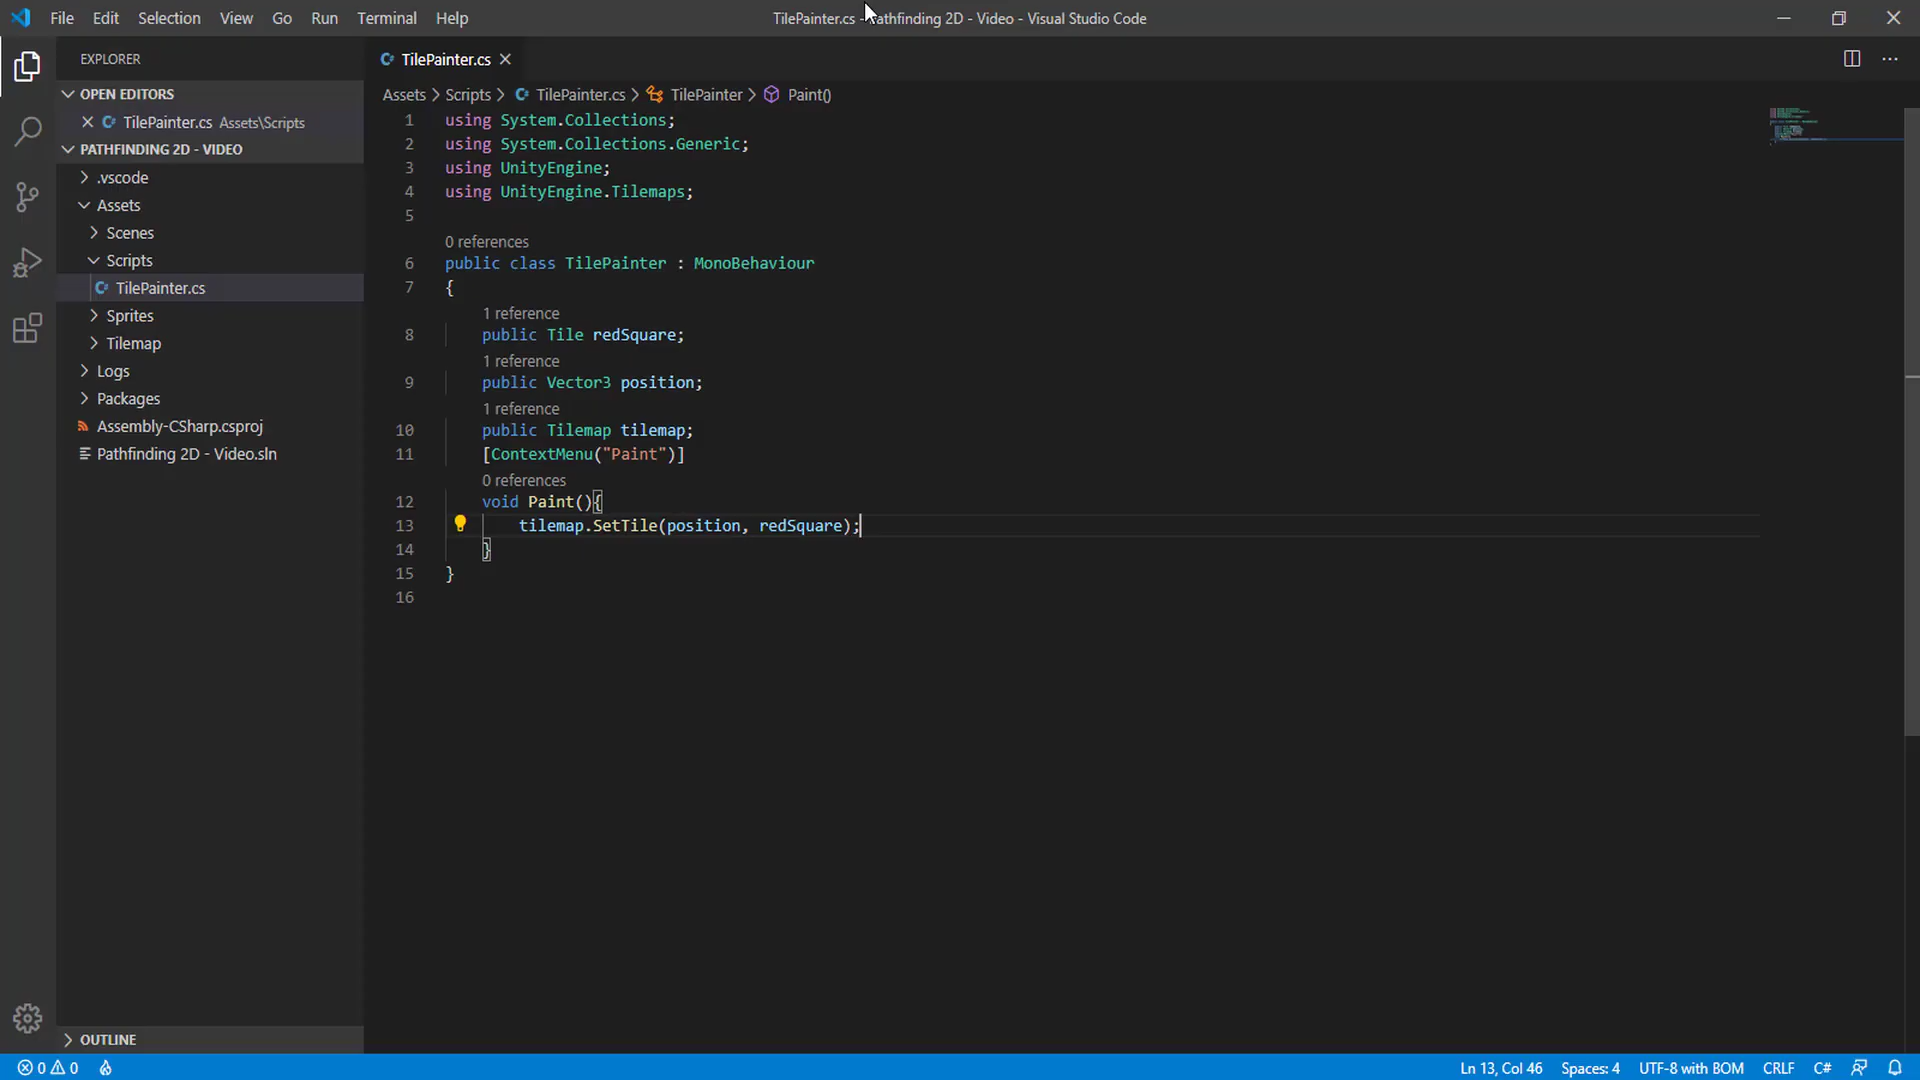 File Edit Selection View Go Run Terminal Help
TilePainter.cs - Pathfinding 2D - Video - Visual Studio Code
EXPLORER
OPEN EDITORS
TilePainter.cs Assets\Scripts
PATHFINDING 2D - VIDEO
.vscode
Assets
Scenes
Scripts
TilePainter.cs
Sprites
Tilemap
Logs
Packages
Assembly-CSharp.csproj
Pathfinding 2D - Video.sln
OUTLINE
TilePainter.cs
Assets > Scripts > TilePainter.cs > TilePainter > Paint()
1 using System.Collections;
2 using System.Collections.Generic;
3 using UnityEngine;
4 using UnityEngine.Tilemaps;
5
0 references
6 public class TilePainter : MonoBehaviour
7 {
1 reference
8 public Tile redSquare;
1 reference
9 public Vector3 position;
1 reference
10 public Tilemap tilemap;
11 [ContextMenu("Paint")]
0 references
12 void Paint(){
13 tilemap.SetTile(position, redSquare);
14 }
15 }
16
0 0
Ln 13, Col 46 Spaces: 4 UTF-8 with BOM CRLF C#